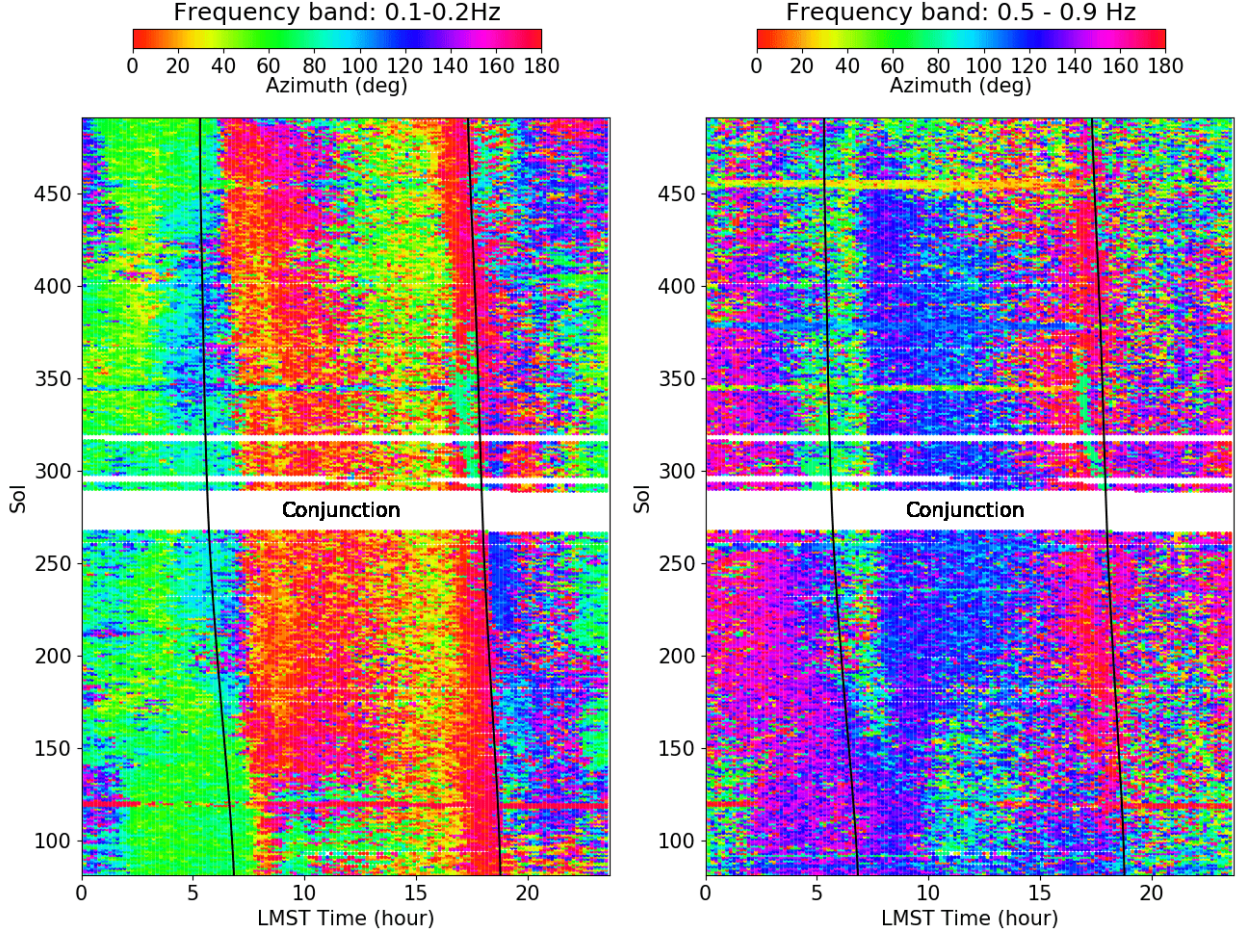 Frequency band: 0.1-0.2Hz
0 20 40 60 80 100 120 140 160 180
Azimuth (deg)
Frequency band: 0.5 - 0.9 Hz
0 20 40 60 80 100 120 140 160 180
Azimuth (deg)
450
400
350
300
250
200
150
100
Sol
Conjunction
0 5 10 15 20
LMST Time (hour)
450
400
350
300
250
200
150
100
Sol
Conjunction
0 5 10 15 20
LMST Time (hour)